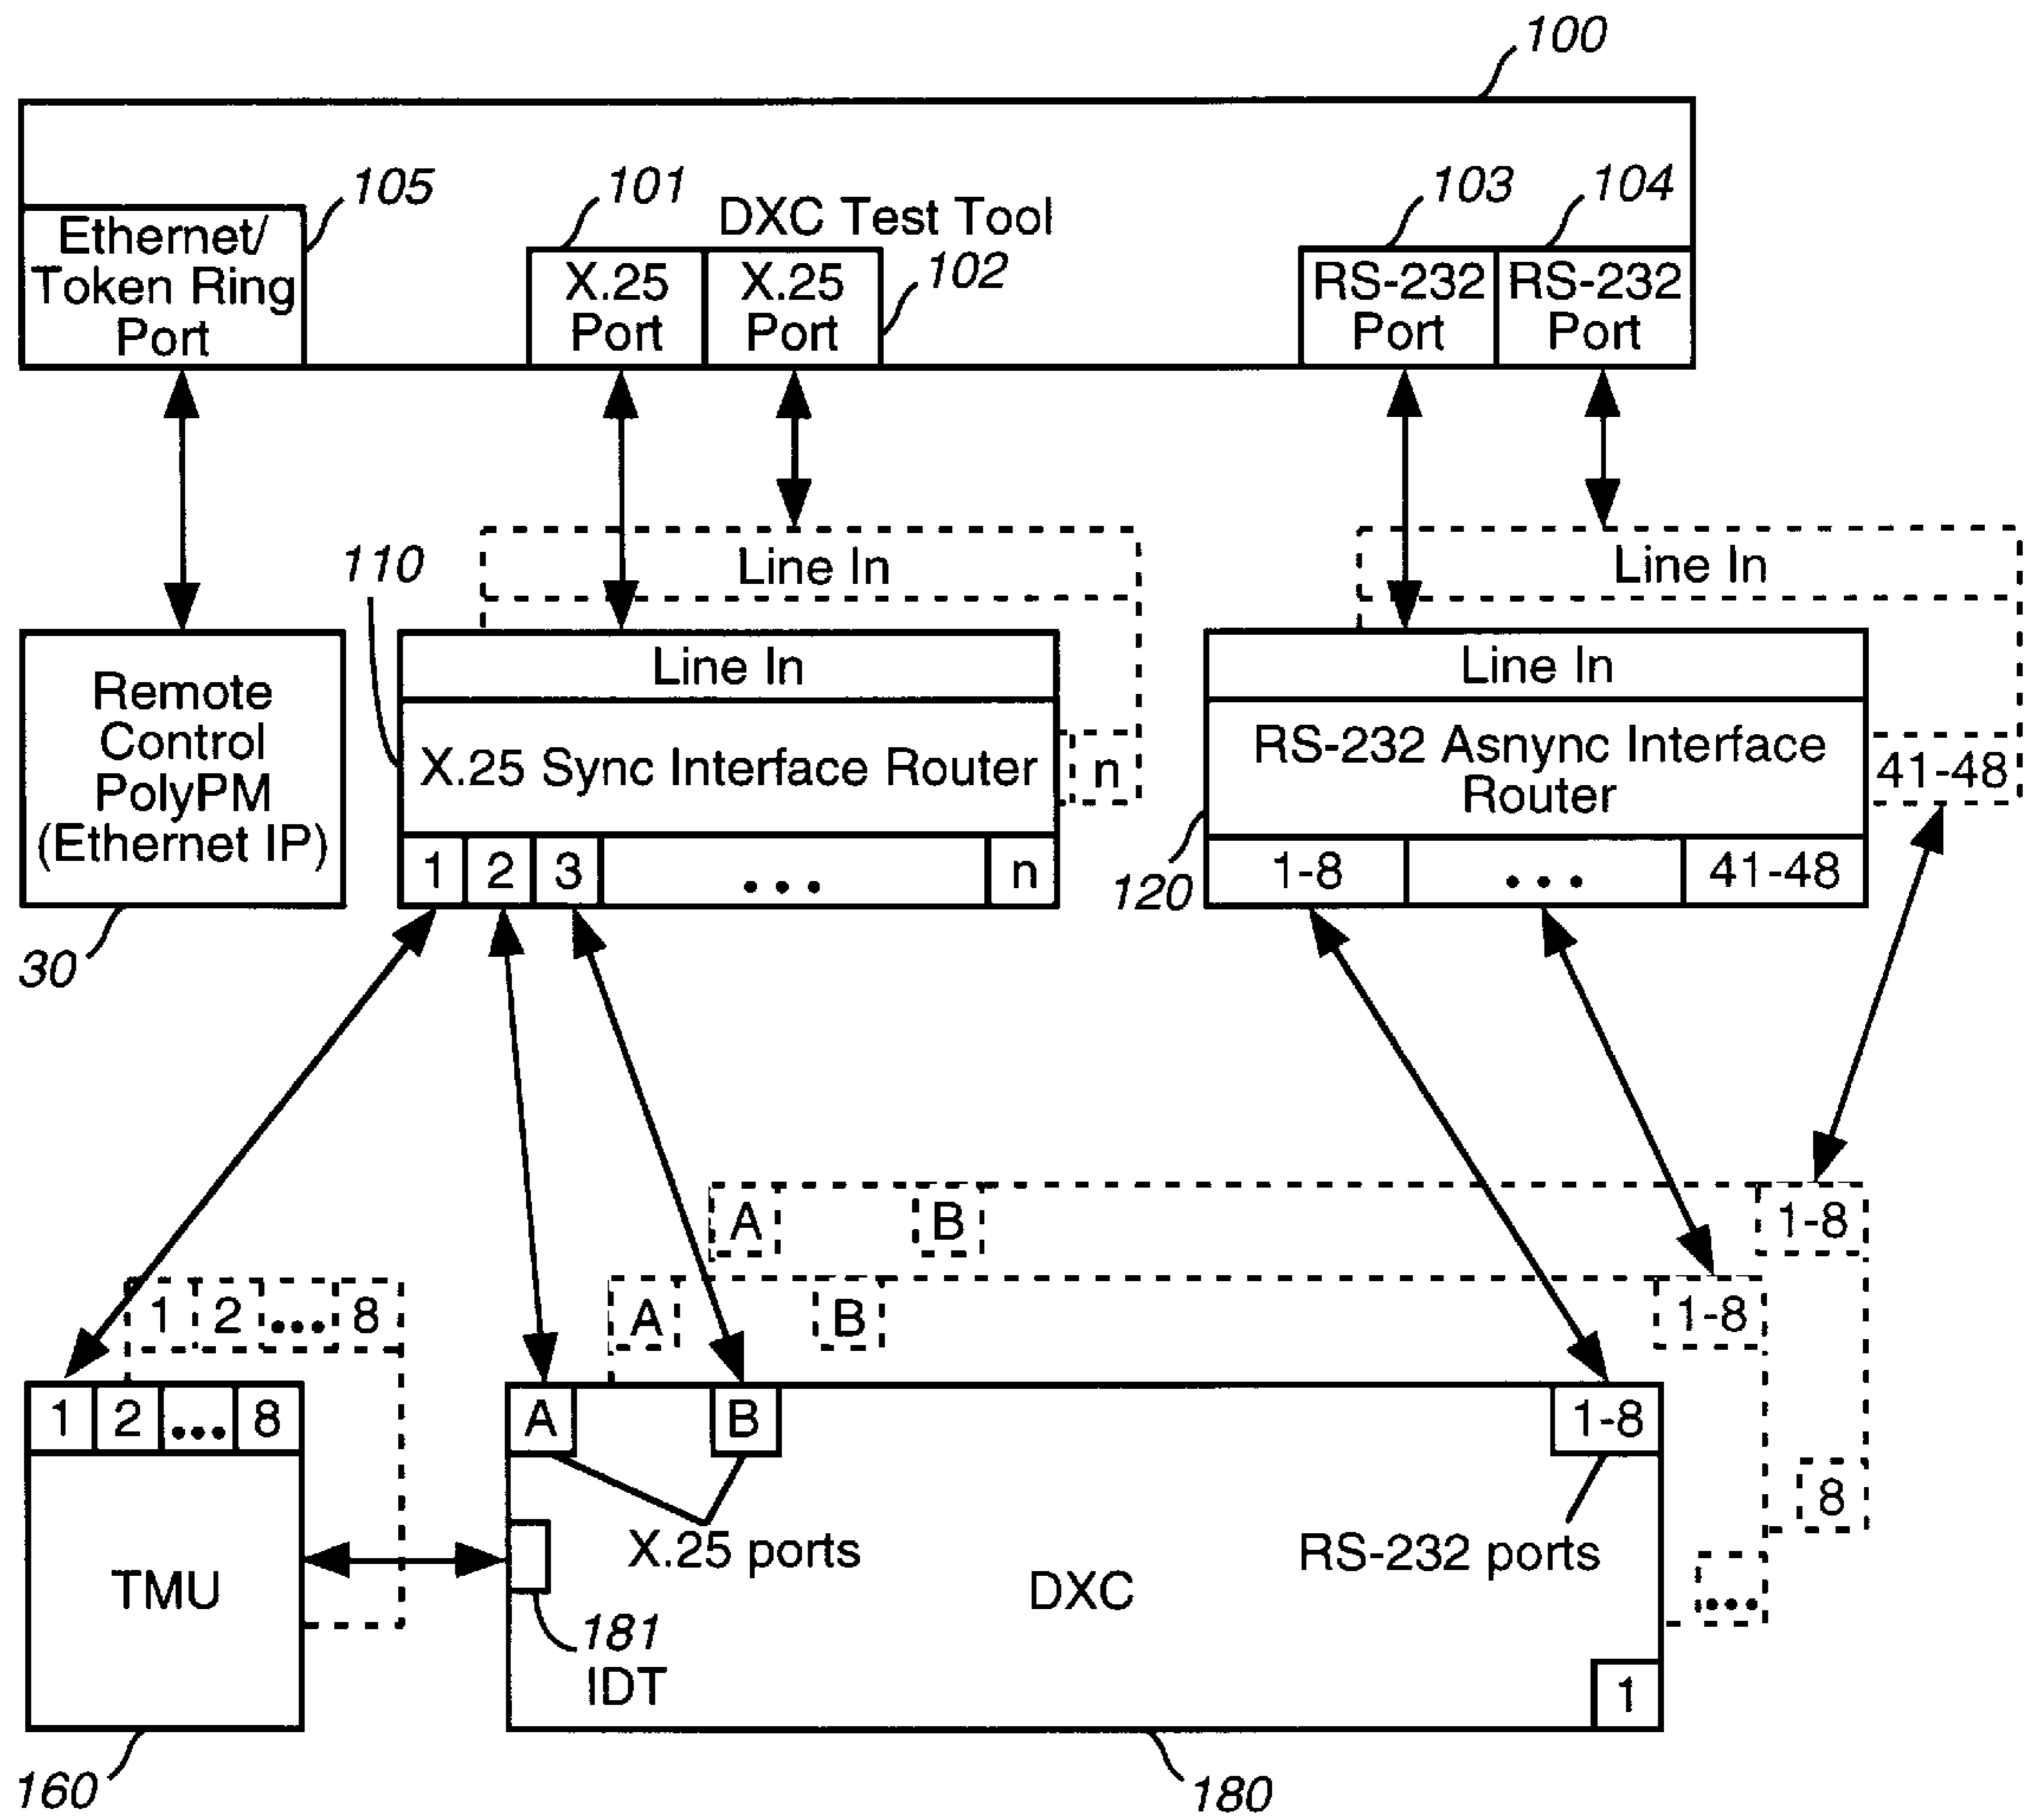 100
105
101
DXC Test Tool
102
103
104
Ethernet/
Token Ring
Port
X.25
Port
X.25
Port
RS-232
Port
RS-232
Port
110
Line In
Line In
Line In
Line In
Remote
Control
PolyPM
(Ethernet IP)
X.25 Sync Interface Router
n
RS-232 Asnync Interface
Router
41-48
1
2
3
...
n
120
1-8
...
41-48
30
A
B
1-8
1
2
...
8
A
B
1-8
1
2
...
8
A
B
1-8
8
X.25 ports
RS-232 ports
TMU
DXC
...
181
IDT
1
160
180